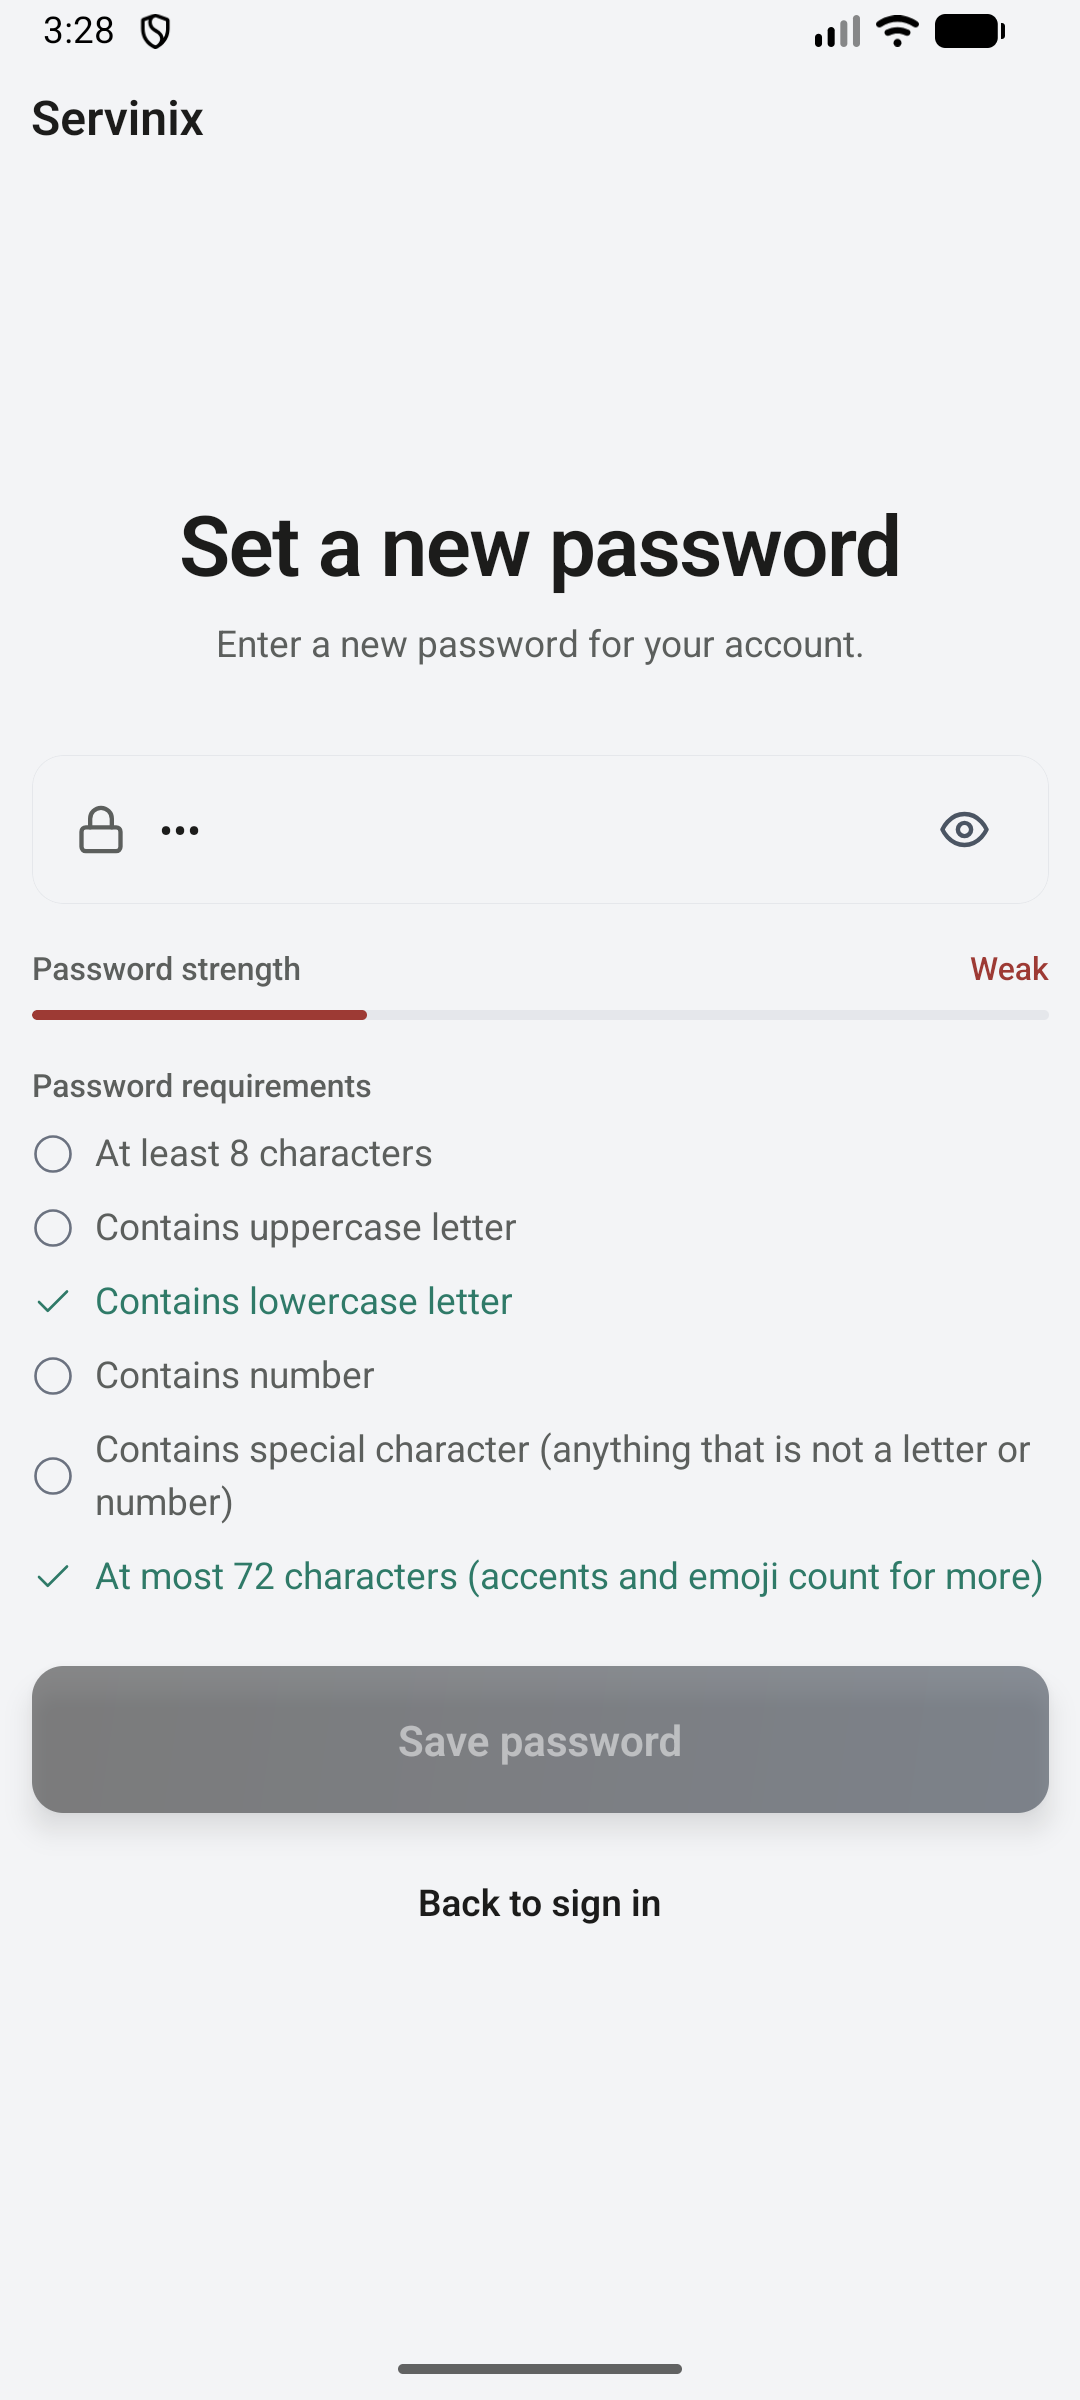 3:28
Servinix
Set a new password
Enter a new password for your account.
•••
Password strength
Weak
Password requirements
At least 8 characters
Contains uppercase letter
Contains lowercase letter
Contains number
Contains special character (anything that is not a letter or
number)
At most 72 characters (accents and emoji count for more)
Save password
Back to sign in